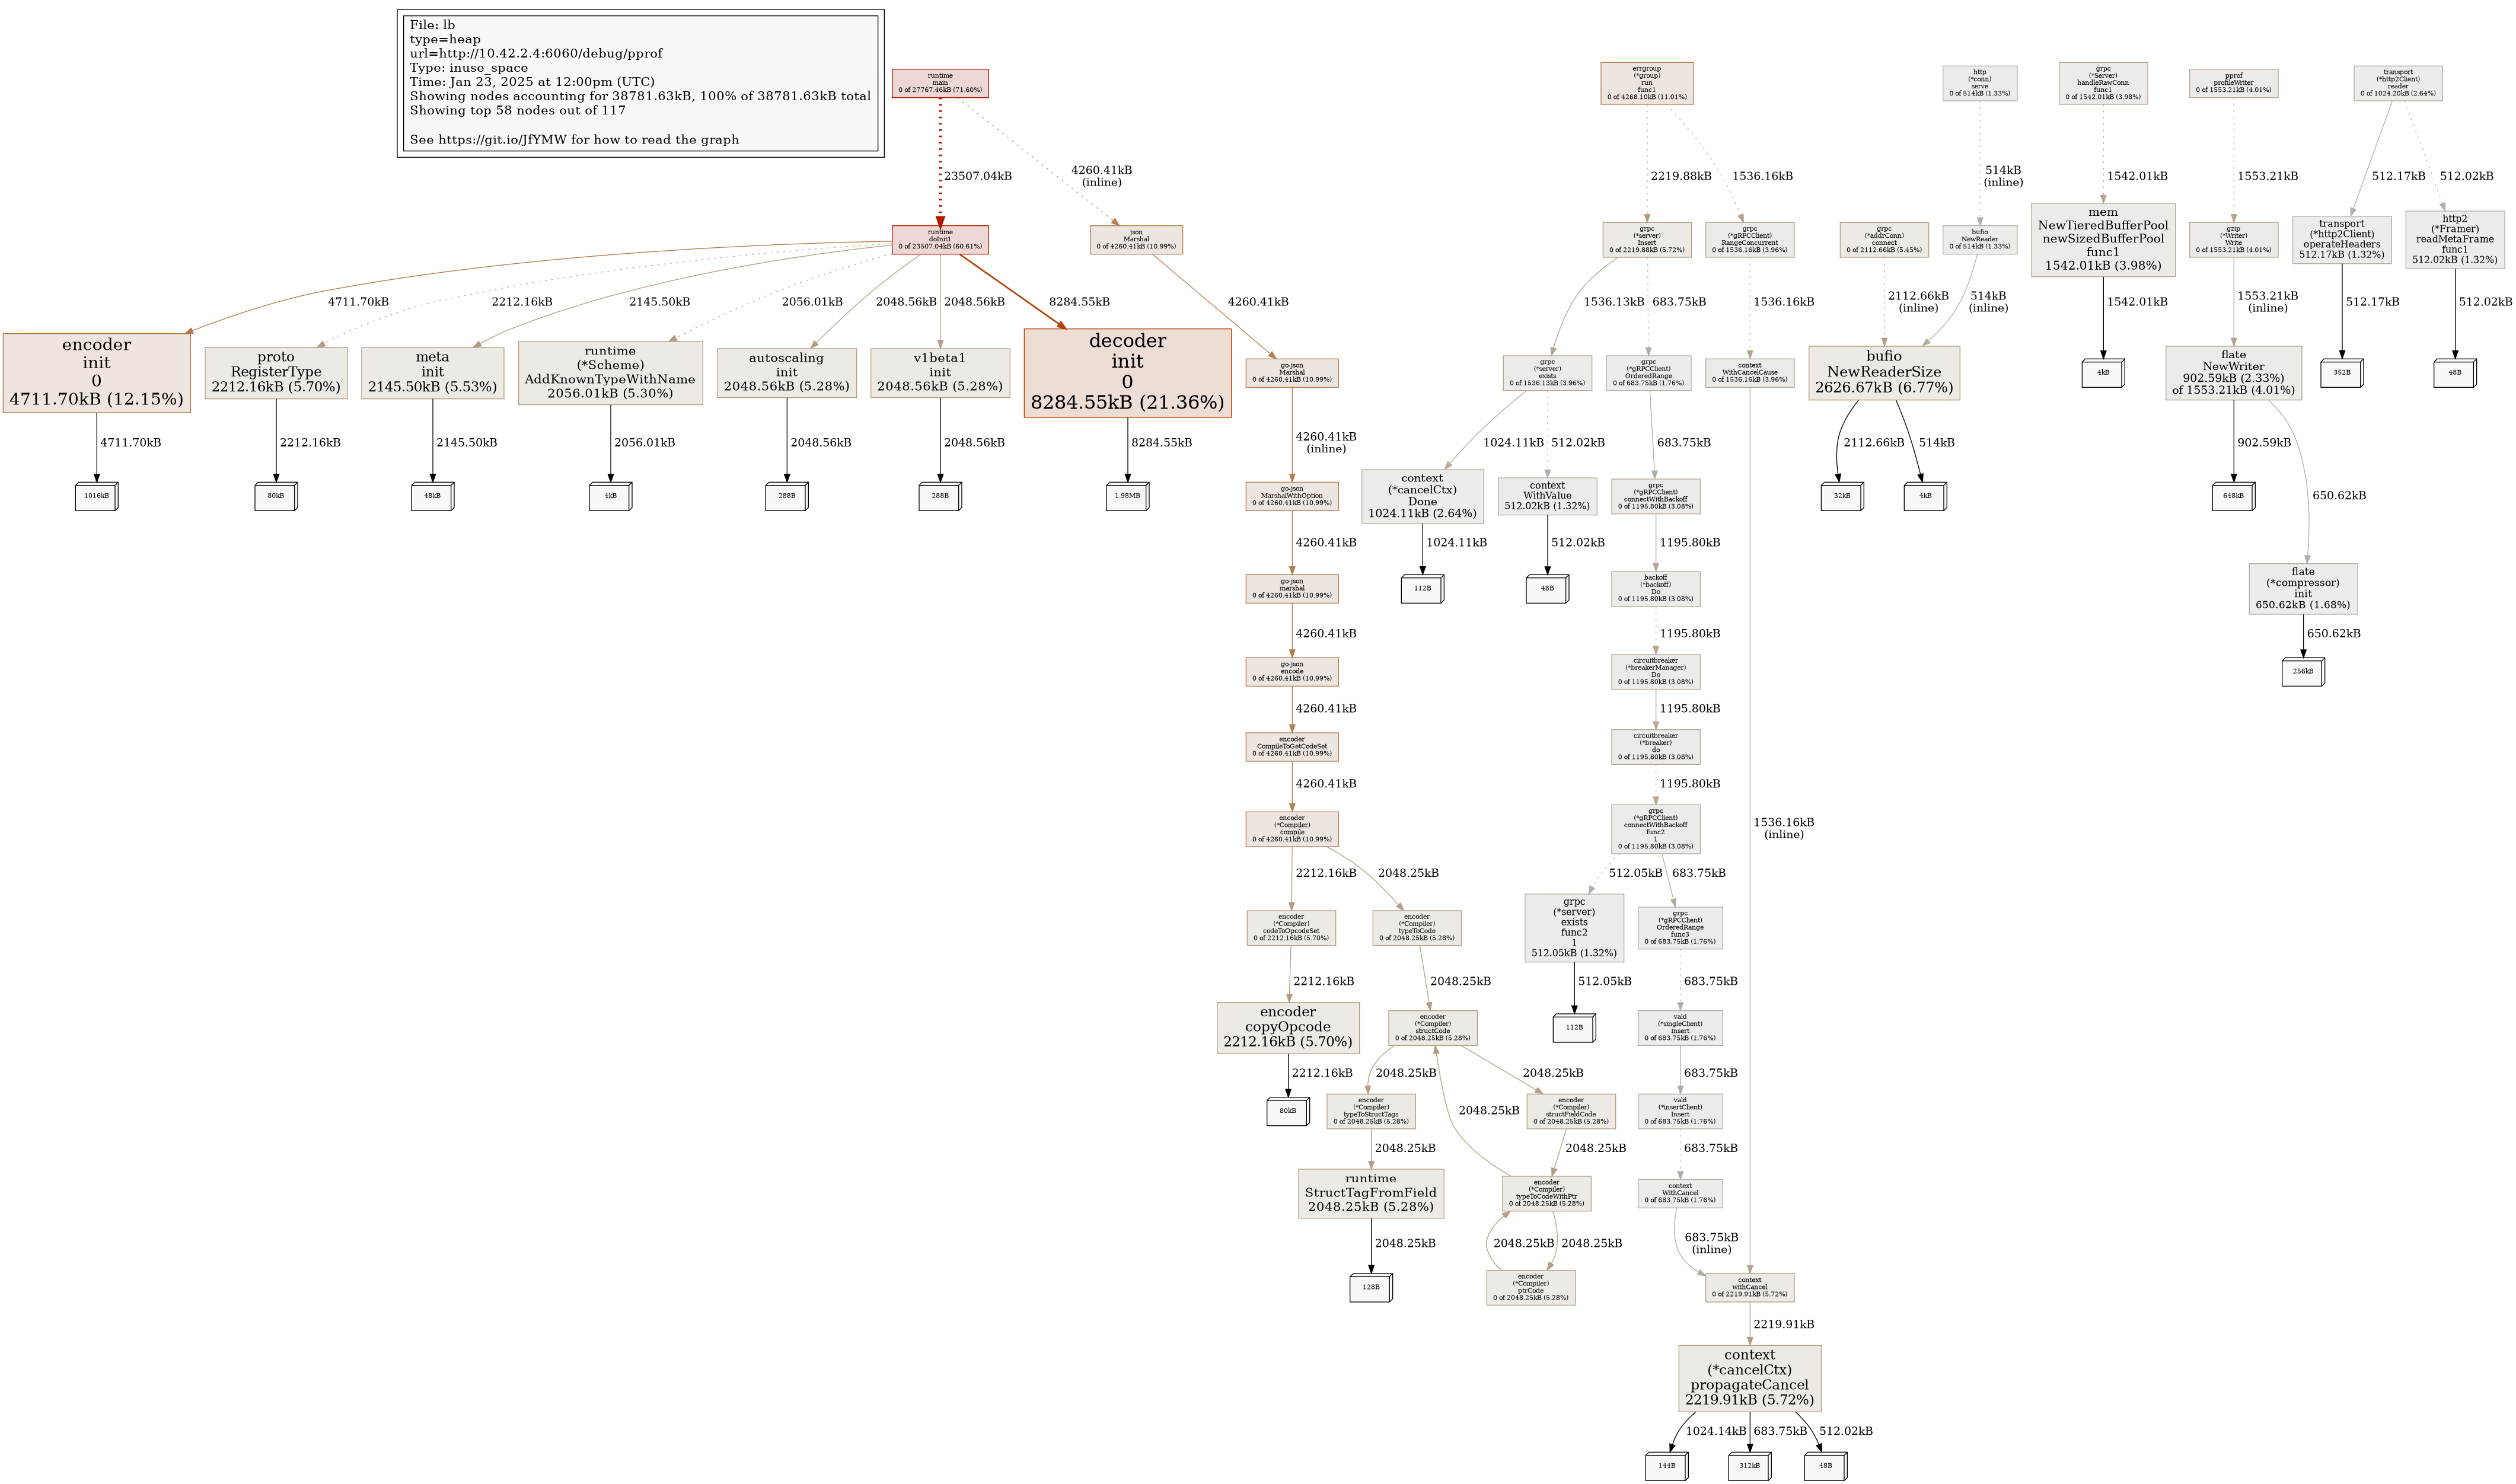 File: lb
type=heap
url=http://10.42.2.4:6060/debug/pprof
Type: inuse_space
Time: Jan 23, 2025 at 12:00pm (UTC)
Showing nodes accounting for 38781.63kB, 100% of 38781.63kB total
Showing top 58 nodes out of 117
See https://git.io/JfYMW for how to read the graph
runtime
main
0 of 27767.46kB (71.60%)
errgroup
(*group)
run
func1
0 of 4268.10kB (11.01%)
http
(*conn)
serve
0 of 514kB (1.33%)
grpc
(*Server)
handleRawConn
func1
0 of 1542.01kB (3.98%)
pprof
profileWriter
0 of 1553.21kB (4.01%)
transport
(*http2Client)
reader
0 of 1024.20kB (2.64%)
23507.04kB
4260.41kB
(inline)
2219.88kB
1536.16kB
514kB
(inline)
1542.01kB
1553.21kB
512.17kB
512.02kB
runtime
doInit1
0 of 23507.04kB (60.61%)
json
Marshal
0 of 4260.41kB (10.99%)
grpc
(*server)
Insert
0 of 2219.88kB (5.72%)
grpc
(*gRPCClient)
RangeConcurrent
0 of 1536.16kB (3.96%)
grpc
(*addrConn)
connect
0 of 2112.66kB (5.45%)
bufio
NewReader
0 of 514kB (1.33%)
mem
NewTieredBufferPool
newSizedBufferPool
func1
1542.01kB (3.98%)
gzip
(*Writer)
Write
0 of 1553.21kB (4.01%)
transport
(*http2Client)
operateHeaders
512.17kB (1.32%)
http2
(*Framer)
readMetaFrame
func1
512.02kB (1.32%)
4711.70kB
2212.16kB
2145.50kB
2056.01kB
2048.56kB
2048.56kB
8284.55kB
4260.41kB
1536.13kB
683.75kB
1536.16kB
2112.66kB
(inline)
514kB
(inline)
1542.01kB
1553.21kB
(inline)
512.17kB
512.02kB
encoder
init
0
4711.70kB (12.15%)
proto
RegisterType
2212.16kB (5.70%)
meta
init
2145.50kB (5.53%)
runtime
(*Scheme)
AddKnownTypeWithName
2056.01kB (5.30%)
autoscaling
init
2048.56kB (5.28%)
v1beta1
init
2048.56kB (5.28%)
decoder
init
0
8284.55kB (21.36%)
go-json
Marshal
0 of 4260.41kB (10.99%)
grpc
(*server)
exists
0 of 1536.13kB (3.96%)
grpc
(*gRPCClient)
OrderedRange
0 of 683.75kB (1.76%)
context
WithCancelCause
0 of 1536.16kB (3.96%)
bufio
NewReaderSize
2626.67kB (6.77%)
4kB
flate
NewWriter
902.59kB (2.33%)
of 1553.21kB (4.01%)
352B
48B
4711.70kB
2212.16kB
2145.50kB
2056.01kB
2048.56kB
2048.56kB
8284.55kB
4260.41kB
(inline)
1024.11kB
512.02kB
683.75kB
2112.66kB
514kB
902.59kB
650.62kB
1016kB
80kB
48kB
4kB
288B
288B
1.98MB
go-json
MarshalWithOption
0 of 4260.41kB (10.99%)
context
(*cancelCtx)
Done
1024.11kB (2.64%)
context
WithValue
512.02kB (1.32%)
grpc
(*gRPCClient)
connectWithBackoff
0 of 1195.80kB (3.08%)
32kB
4kB
648kB
4260.41kB
1024.11kB
512.02kB
1195.80kB
go-json
marshal
0 of 4260.41kB (10.99%)
112B
48B
backoff
(*backoff)
Do
0 of 1195.80kB (3.08%)
flate
(*compressor)
init
650.62kB (1.68%)
4260.41kB
1195.80kB
650.62kB
go-json
encode
0 of 4260.41kB (10.99%)
circuitbreaker
(*breakerManager)
Do
0 of 1195.80kB (3.08%)
256kB
4260.41kB
1195.80kB
encoder
CompileToGetCodeSet
0 of 4260.41kB (10.99%)
circuitbreaker
(*breaker)
do
0 of 1195.80kB (3.08%)
4260.41kB
1195.80kB
encoder
(*Compiler)
compile
0 of 4260.41kB (10.99%)
grpc
(*gRPCClient)
connectWithBackoff
func2
1
0 of 1195.80kB (3.08%)
1536.16kB
(inline)
2212.16kB
2048.25kB
512.05kB
683.75kB
encoder
(*Compiler)
codeToOpcodeSet
0 of 2212.16kB (5.70%)
encoder
(*Compiler)
typeToCode
0 of 2048.25kB (5.28%)
grpc
(*server)
exists
func2
1
512.05kB (1.32%)
grpc
(*gRPCClient)
OrderedRange
func3
0 of 683.75kB (1.76%)
2212.16kB
2048.25kB
512.05kB
683.75kB
encoder
copyOpcode
2212.16kB (5.70%)
encoder
(*Compiler)
structCode
0 of 2048.25kB (5.28%)
112B
vald
(*singleClient)
Insert
0 of 683.75kB (1.76%)
2212.16kB
2048.25kB
2048.25kB
683.75kB
80kB
encoder
(*Compiler)
typeToStructTags
0 of 2048.25kB (5.28%)
2048.25kB
encoder
(*Compiler)
structFieldCode
0 of 2048.25kB (5.28%)
vald
(*insertClient)
Insert
0 of 683.75kB (1.76%)
2048.25kB
2048.25kB
683.75kB
runtime
StructTagFromField
2048.25kB (5.28%)
encoder
(*Compiler)
typeToCodeWithPtr
0 of 2048.25kB (5.28%)
context
WithCancel
0 of 683.75kB (1.76%)
2048.25kB
2048.25kB
2048.25kB
683.75kB
(inline)
128B
encoder
(*Compiler)
ptrCode
0 of 2048.25kB (5.28%)
context
withCancel
0 of 2219.91kB (5.72%)
2219.91kB
context
(*cancelCtx)
propagateCancel
2219.91kB (5.72%)
1024.14kB
683.75kB
512.02kB
144B
312kB
48B